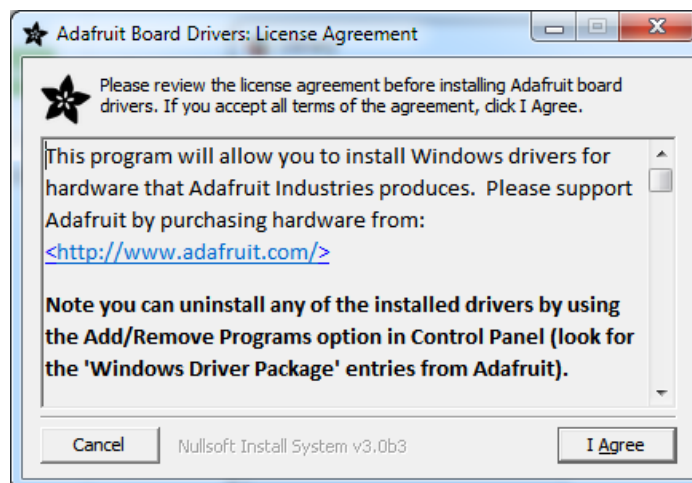 Adafruit Board Drivers: License Agreement
Please review the license agreement before installing Adafruit board
drivers. If you accept all terms of the agreement, click I Agree.
This program will allow you to install Windows drivers for
hardware that Adafruit Industries produces.  Please support
Adafruit by purchasing hardware from:
<http://www.adafruit.com/>
Note you can uninstall any of the installed drivers by using
the Add/Remove Programs option in Control Panel (look for
the 'Windows Driver Package' entries from Adafruit).
Cancel
Nullsoft Install System v3.0b3
I Agree